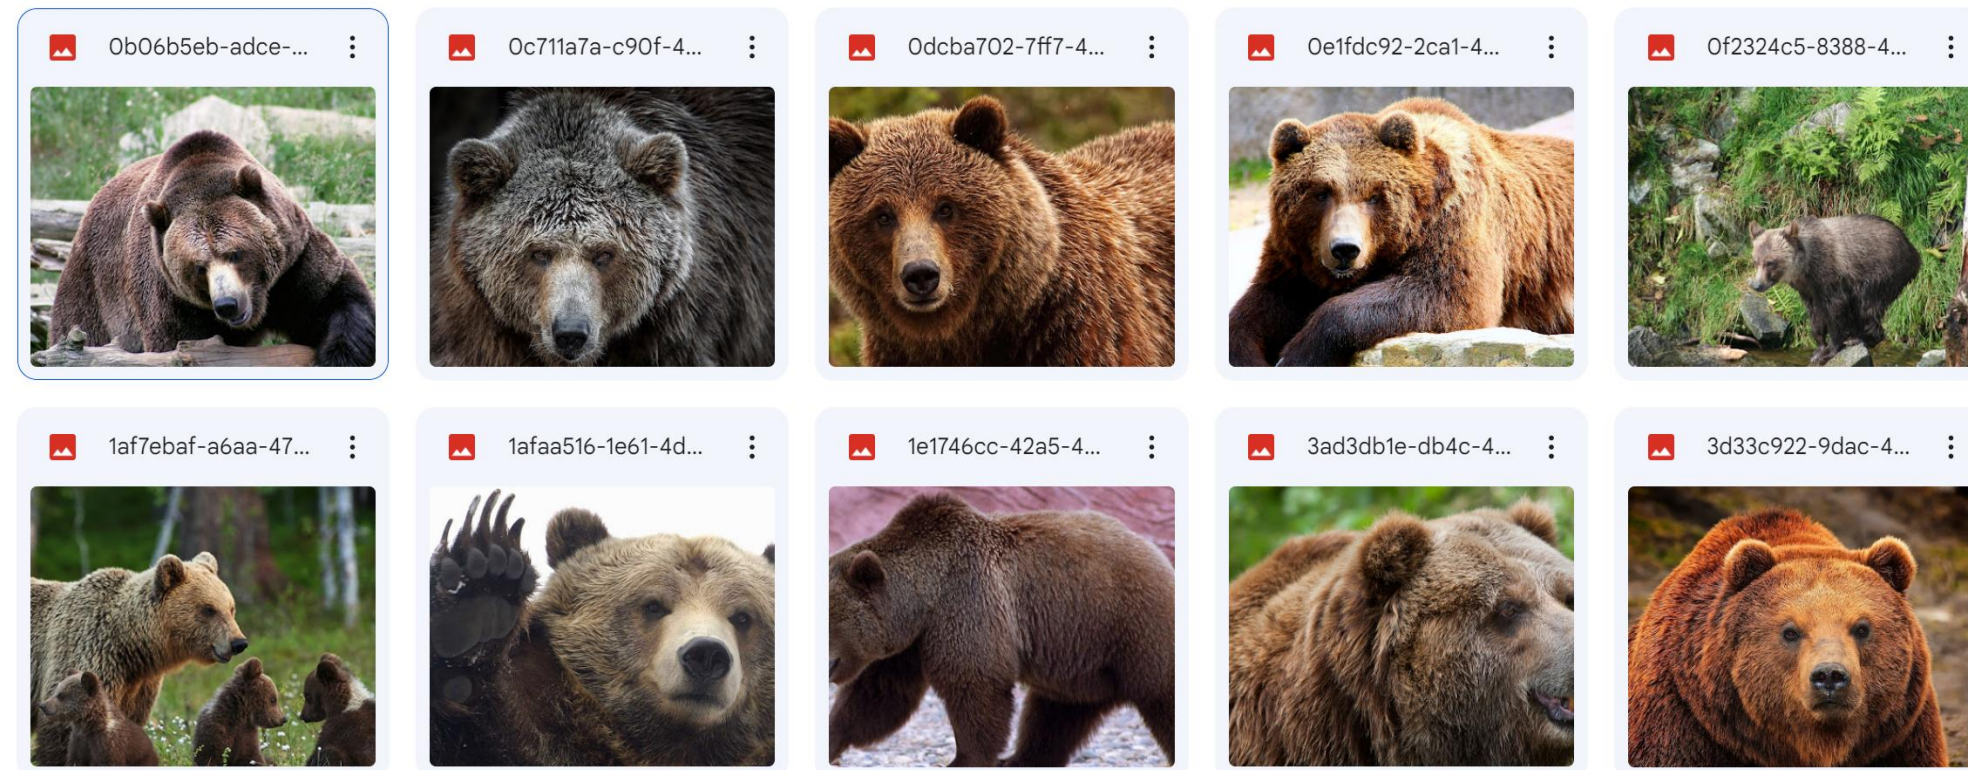 0b06b5eb-adce-...
0c711a7a-c90f-4...
0dcba702-7ff7-4...
0e1fdc92-2ca1-4...
0f2324c5-8388-4...
1af7ebaf-a6aa-47...
1afaa516-1e61-4d...
1e1746cc-42a5-4...
3ad3db1e-db4c-4...
3d33c922-9dac-4...